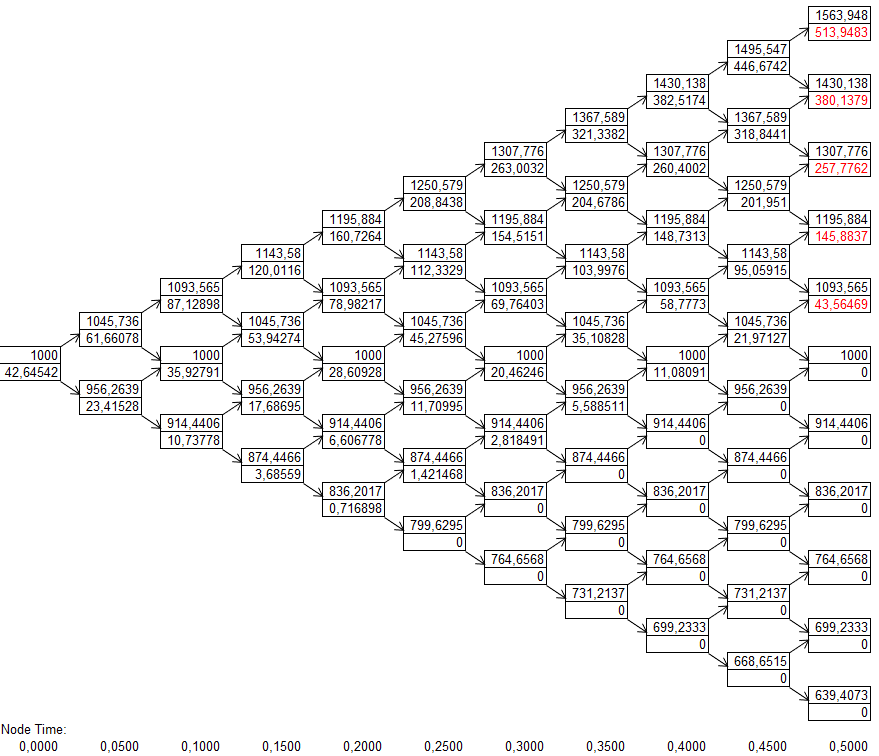 1563,948
513,9483
1495,547
446,6742
1430,138 1430,138
382,5174 380,1379
1367,589 1367,589
321,3382 318,8441
1307,776 1307,776 1307,776
263,0032 260,4002 257,7762
1250,579 1250,579 1250,579
208,8438 204,6786 201,951
1195,884 1195,884 1195,884 1195,884
160,7264 154,5151 148,7313 145,8837
1143,58 1143,58 1143,58 1143,58
120,0116 112,3329 103,9976 95,05915
1093,565 1093,565 1093,565 1093,565 1093,565
87,12898 78,98217 69,76403 58,7773 43,56469
1045,736 1045,736 1045,736 1045,736 1045,736
61,66078 53,94274 45,27596 35,10828 21,97127
1000 1000 1000 1000 1000 1000
42,64542 35,92791 28,60928 20,46246 11,08091 0
956,2639 956,2639 956,2639 956,2639 956,2639
23,41528 17,68695 11,70995 5,588511 0
914,4406 914,4406 914,4406 914,4406 914,4406
10,73778 6,606778 2,818491 0 0
874,4466 874,4466 874,4466 874,4466
3,68559 1,421468 0 0
836,2017 836,2017 836,2017 836,2017
0,716898 0 0 0
799,6295 799,6295 799,6295
0 0 0
764,6568 764,6568 764,6568
0 0 0
731,2137 731,2137
0 0
699,2333 699,2333
0 0
668,6515
0
639,4073
0
Node Time:
0,0000 0,0500 0,1000 0,1500 0,2000 0,2500 0,3000 0,3500 0,4000 0,4500 0,5000